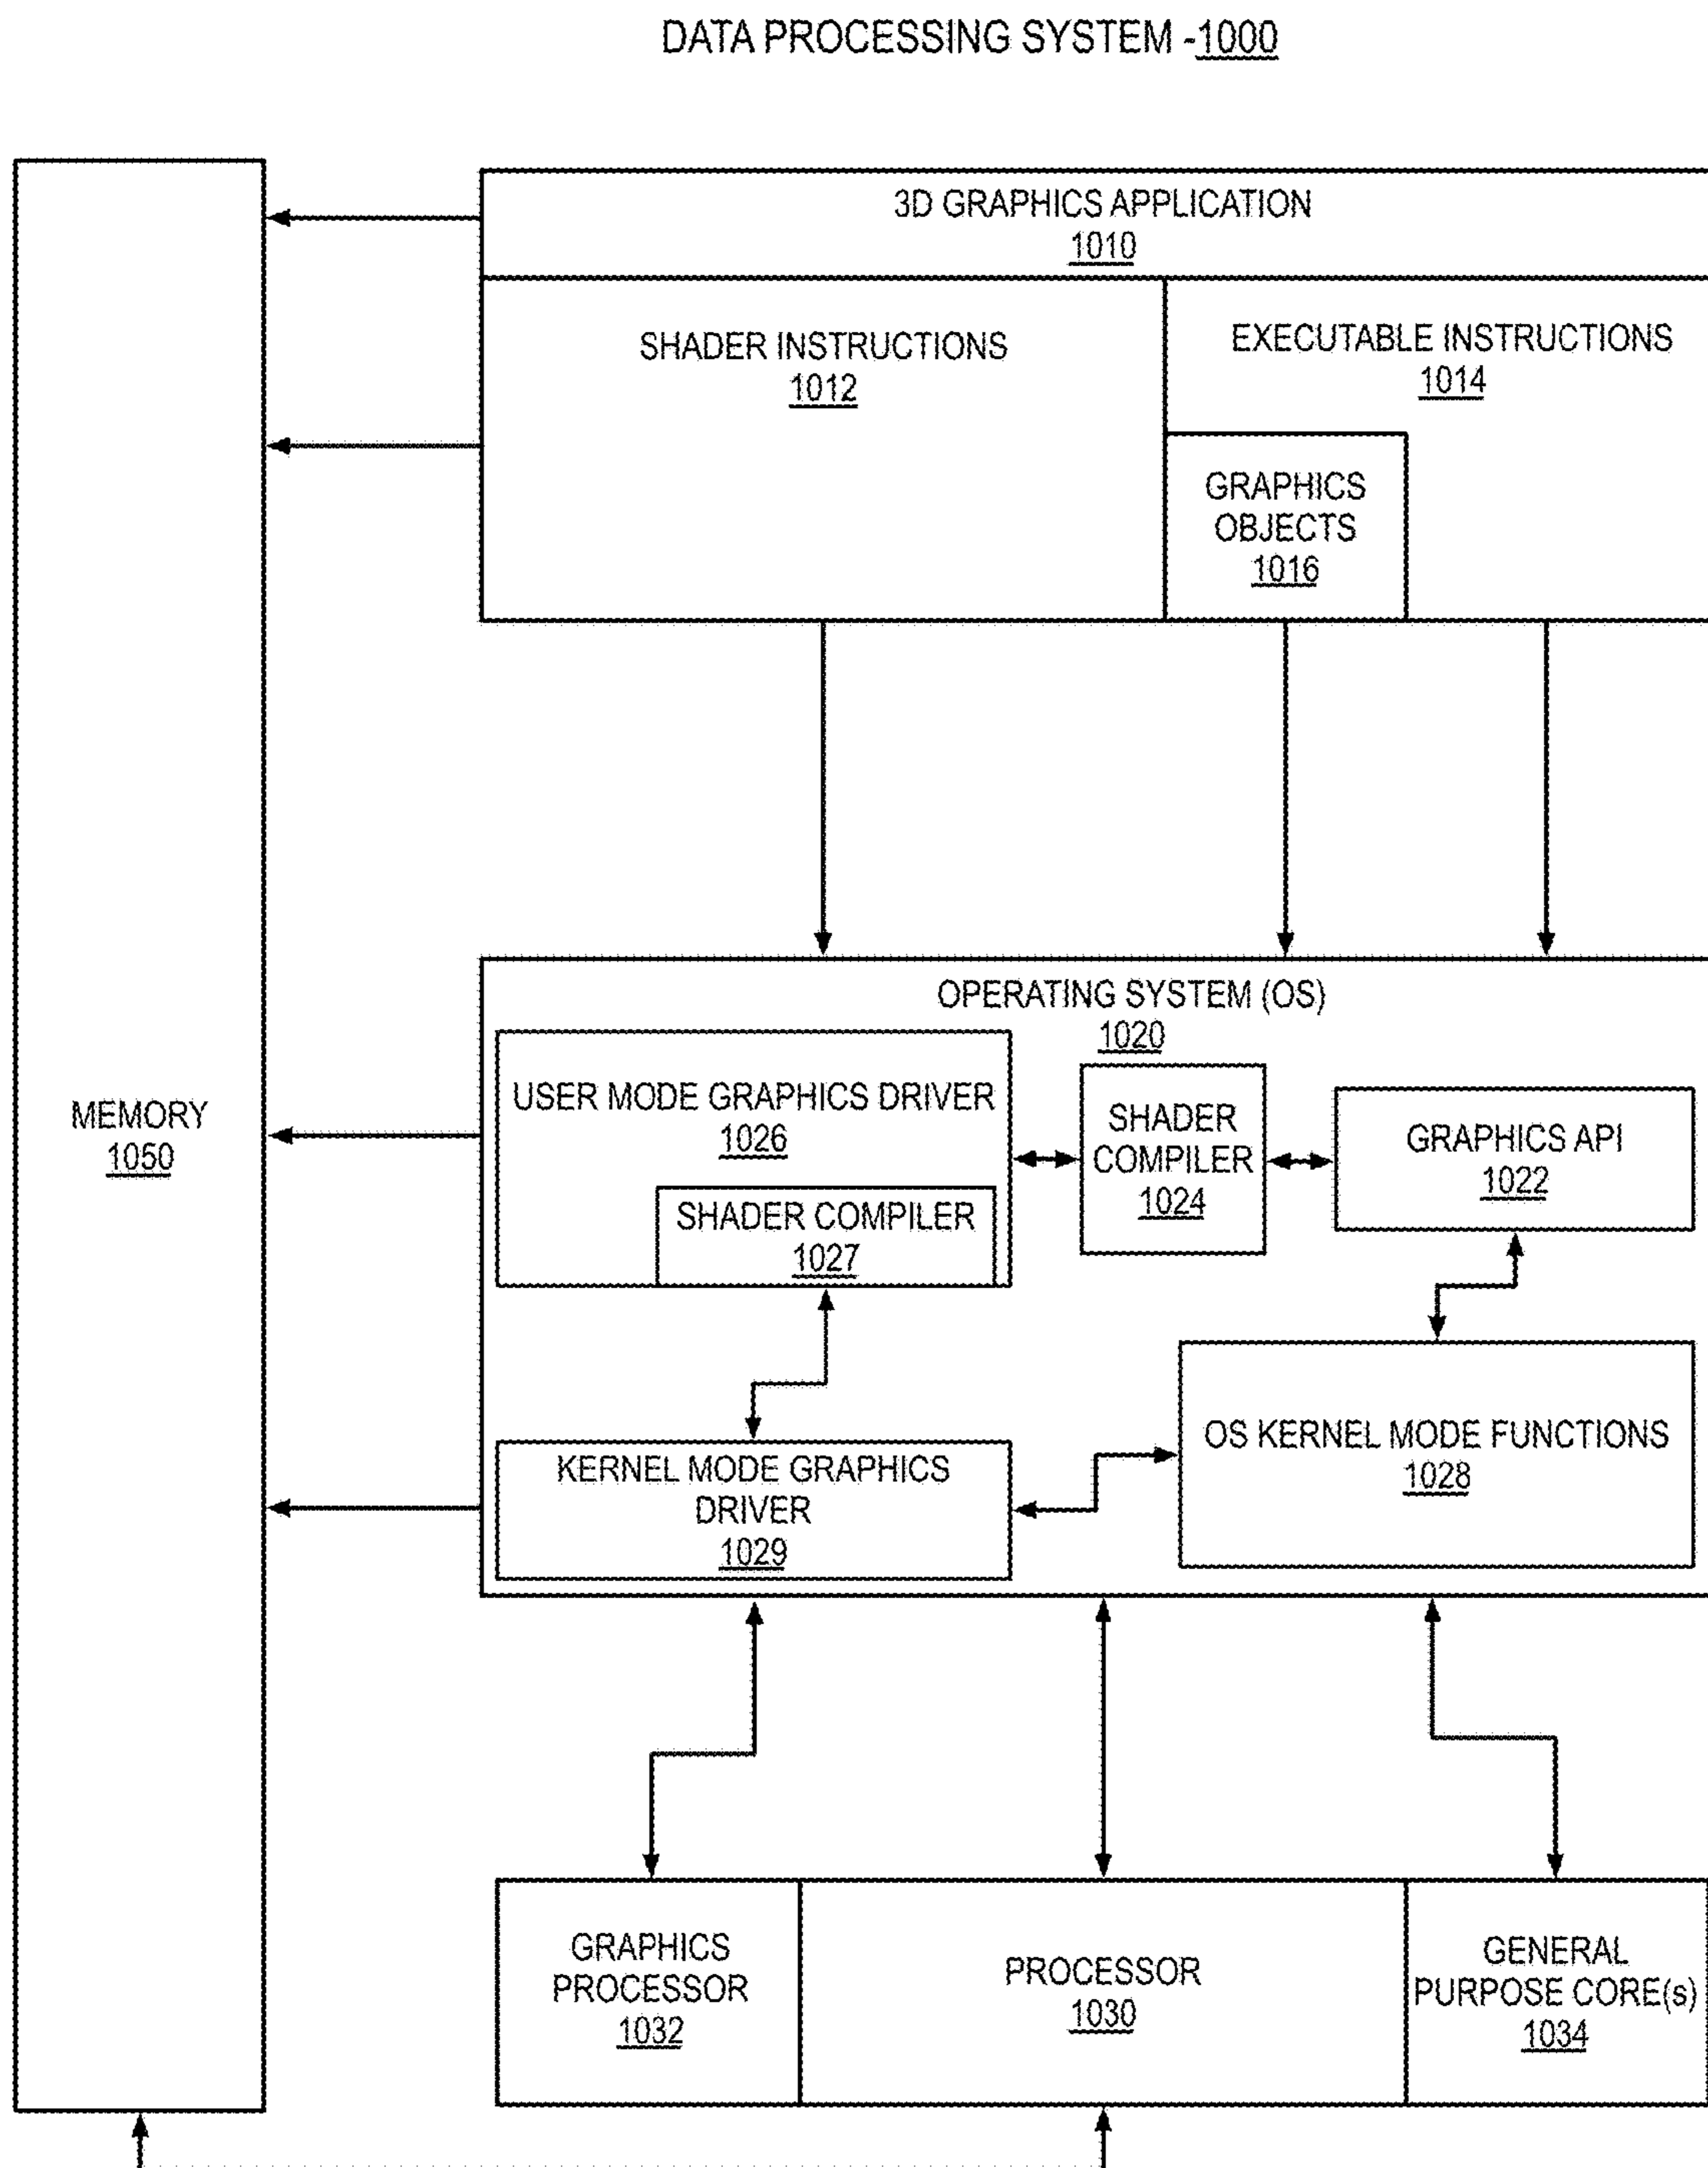 DATA PROCESSING SYSTEM -1000
3D GRAPHICS APPLICATION
1010
SHADER INSTRUCTIONS
1012
EXECUTABLE INSTRUCTIONS
1014
GRAPHICS
OBJECTS
1016
MEMORY
1050
OPERATING SYSTEM (OS)
1020
USER MODE GRAPHICS DRIVER
1026
SHADER COMPILER
1027
SHADER
COMPILER
1024
GRAPHICS API
1022
KERNEL MODE GRAPHICS
DRIVER
1029
OS KERNEL MODE FUNCTIONS
1028
GRAPHICS
PROCESSOR
1032
PROCESSOR
1030
GENERAL
PURPOSE CORE(s)
1034